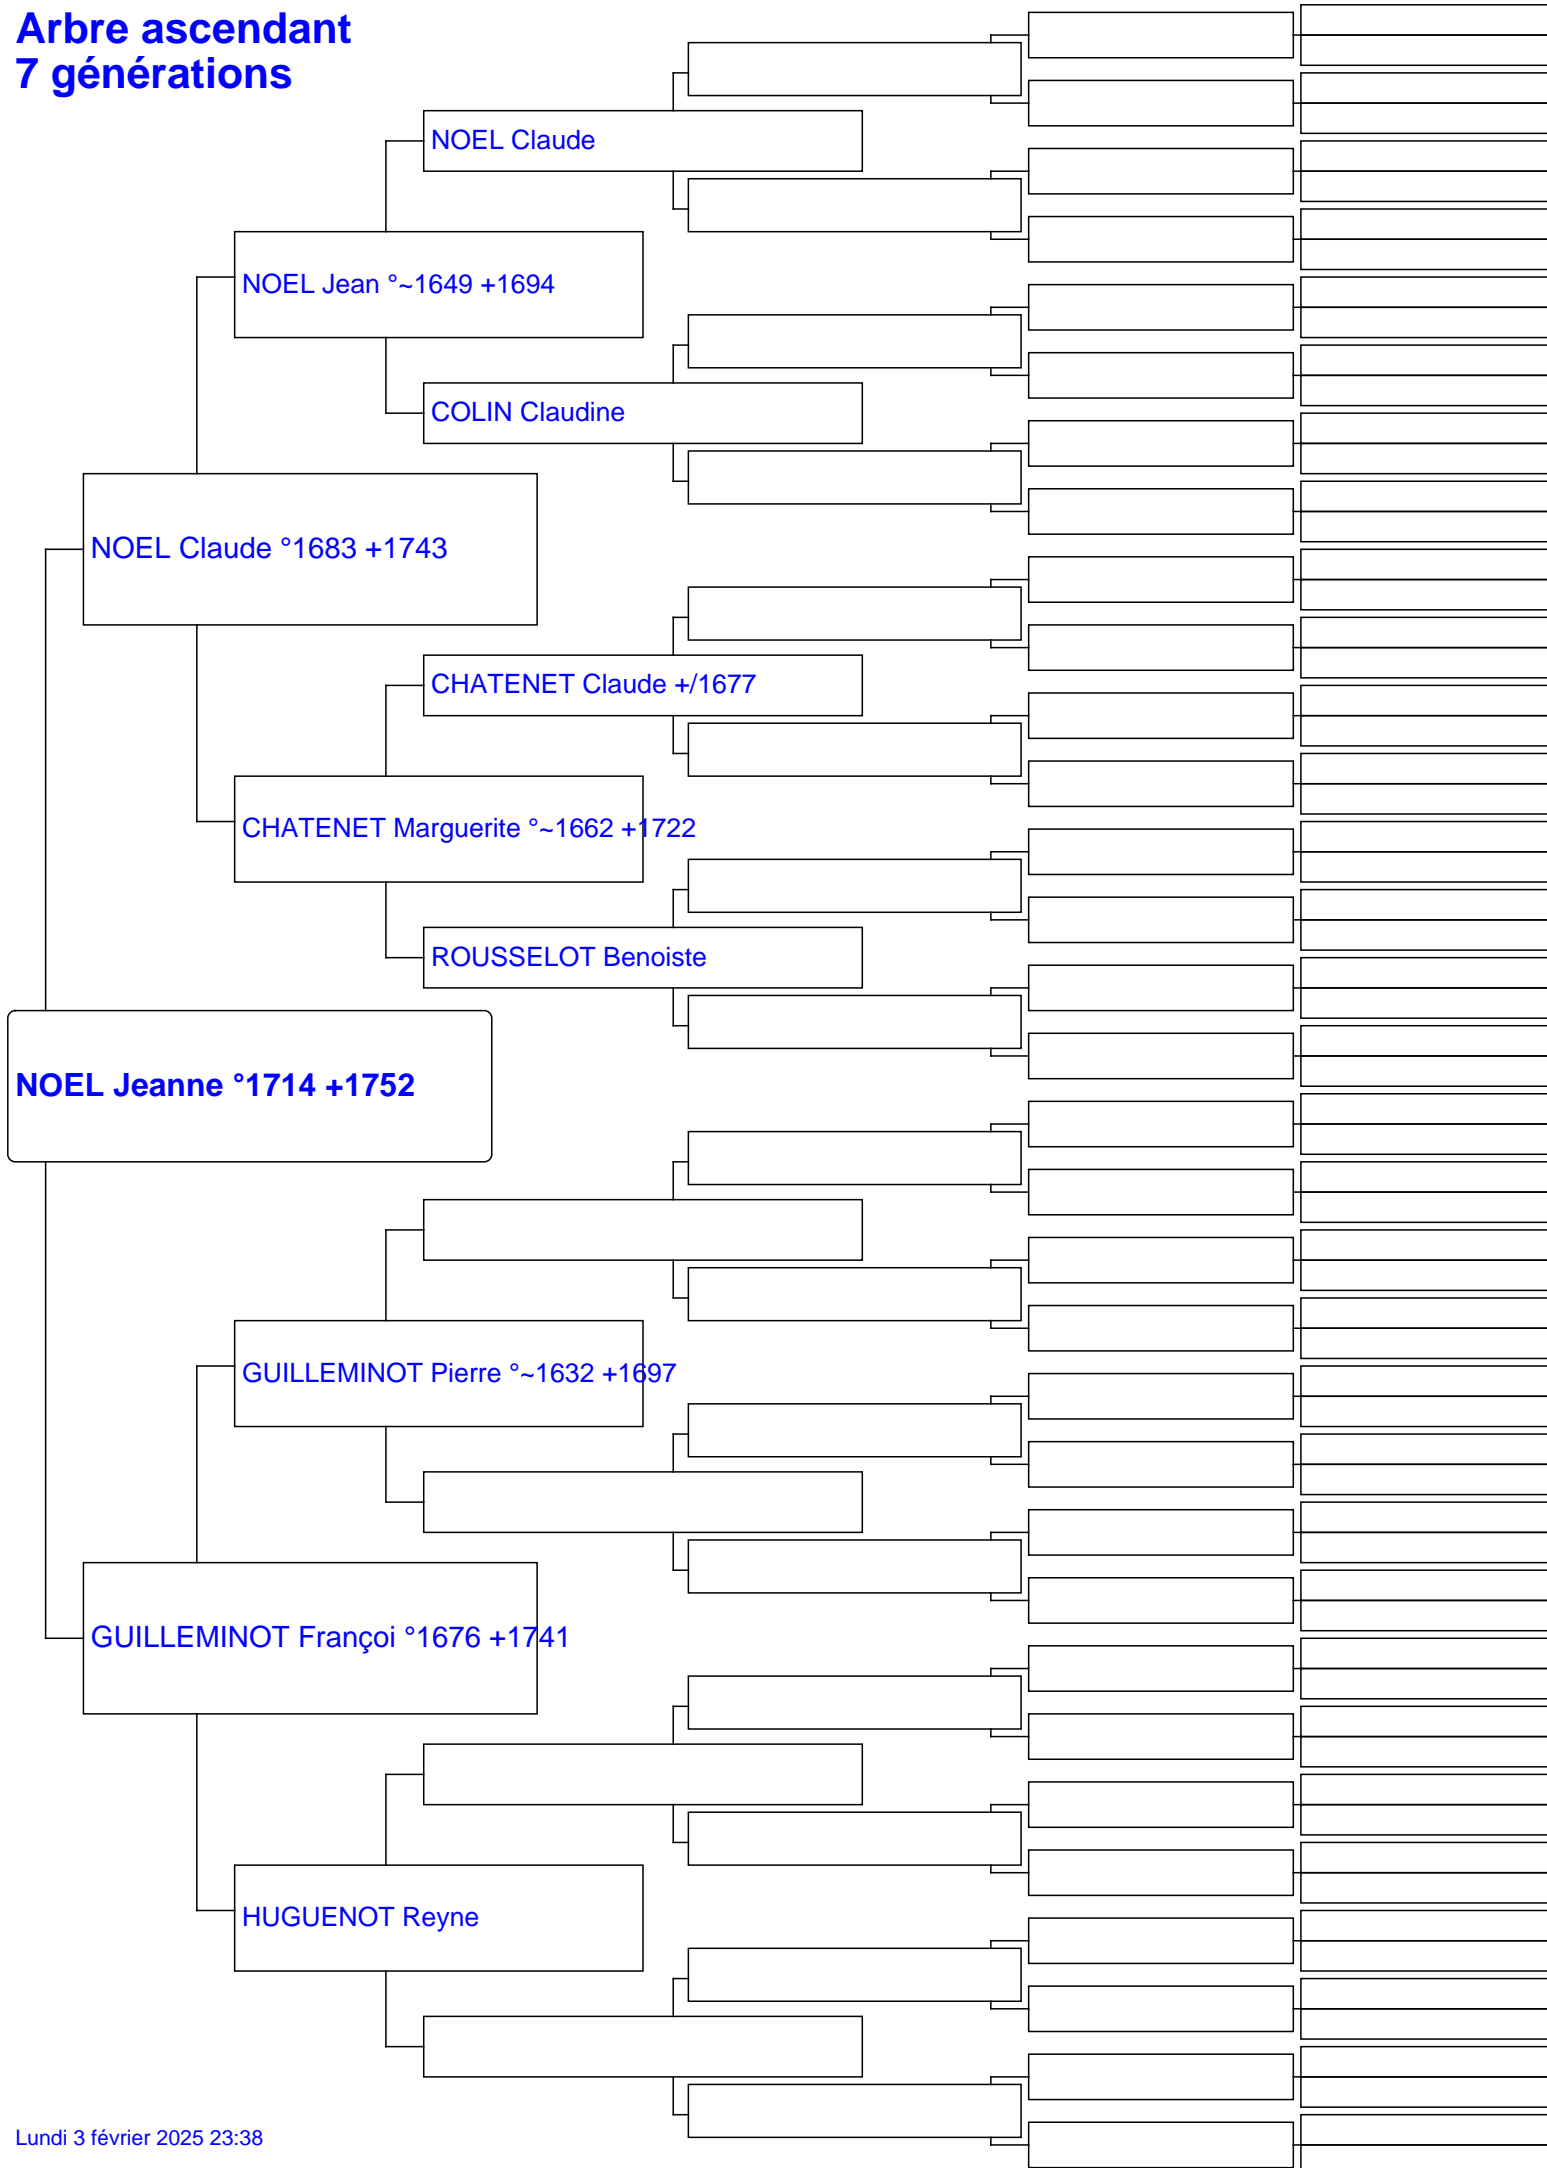 Arbre ascendant
7 générations
NOEL Claude
NOEL Jean °~1649 +1694
COLIN Claudine
NOEL Claude °1683 +1743
CHATENET Claude +/1677
CHATENET Marguerite °~1662 +1722
ROUSSELOT Benoiste
NOEL Jeanne °1714 +1752
GUILLEMINOT Pierre °~1632 +1697
GUILLEMINOT Françoi °1676 +1741
HUGUENOT Reyne
Lundi 3 février 2025 23:38